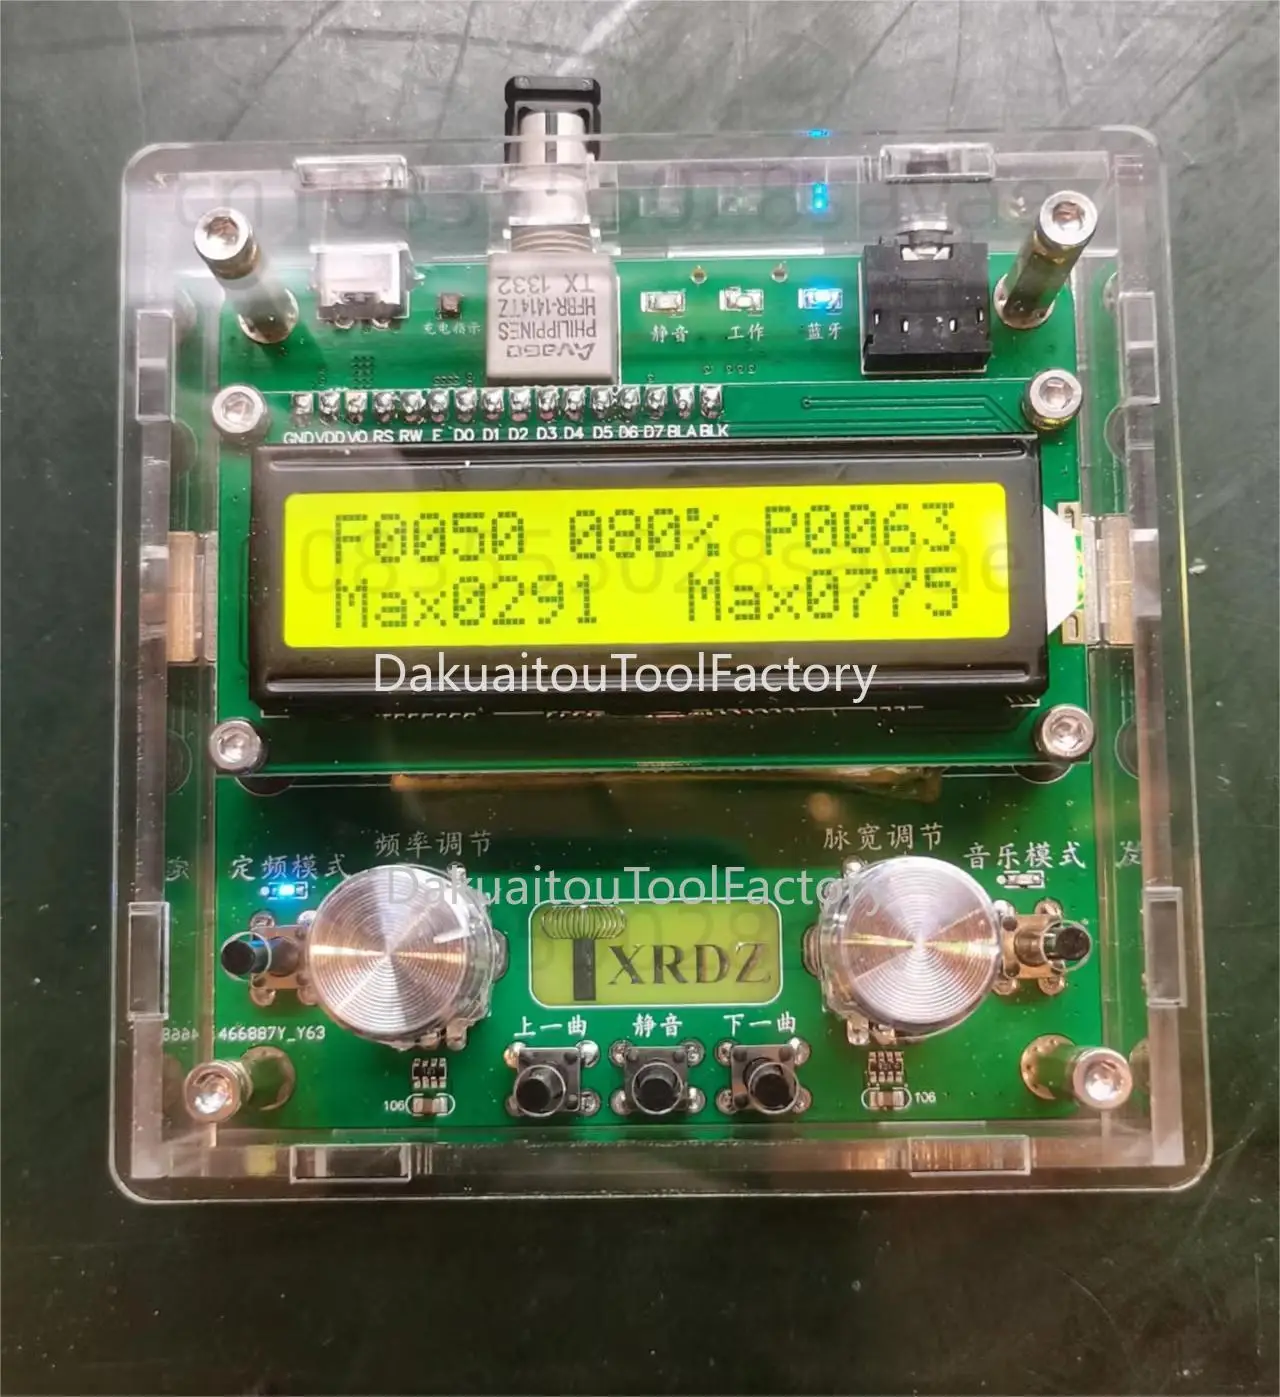 AVAGO
PHILIPPINES
HFBR-1414TZ
TX 1332
充电指示
静音 工作 蓝牙
GND VDD VO RS RW E D0 D1 D2 D3 D4 D5 D6 D7 BLA BLK
F0050 080% P0063
Max0291 Max0775
DakuaitouToolFactory
频率调节 脉宽调节
定频模式 音乐模式
DakuaitouToolFactory
TXRDZ
上一曲 静音 下一曲
466887Y_Y63
106 106